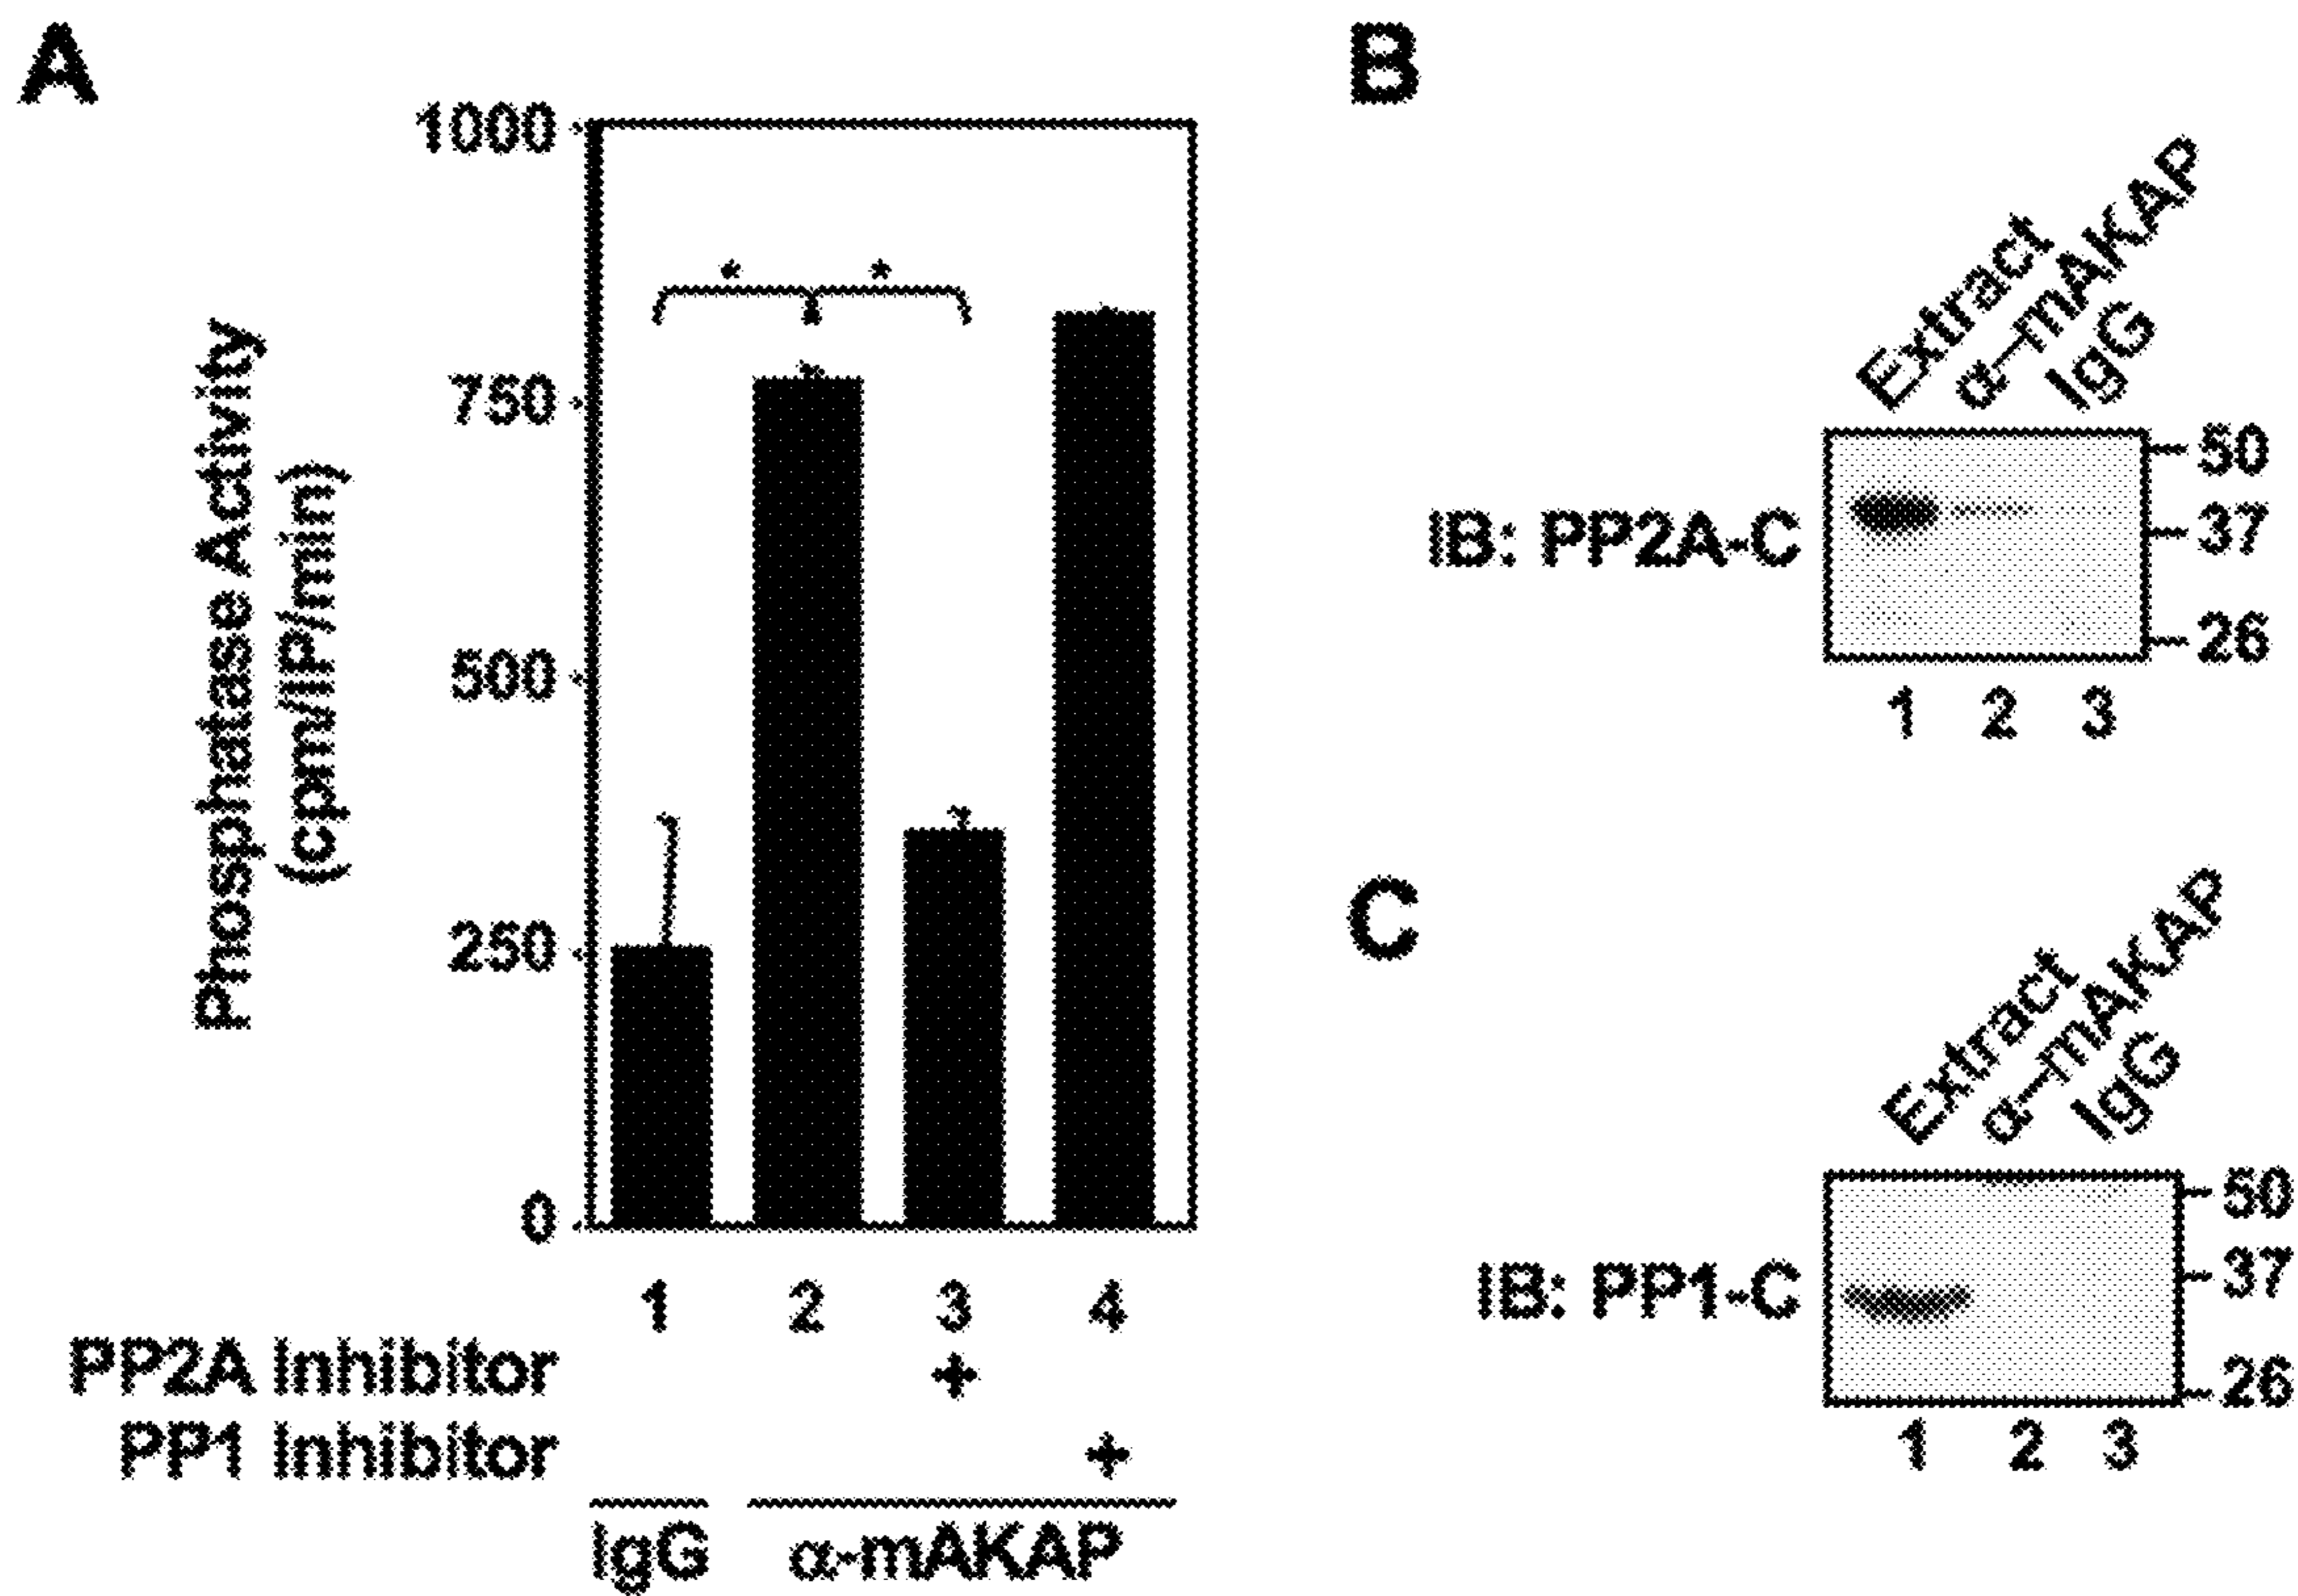 A
1000
750
500
250
0
Phosphatase Activity
(cpm/IP/min)
* *
1 2 3 4
PP2A Inhibitor +
PP1 Inhibitor +
IgG α-mAKAP
B
Extract
α-mAKAP
IgG
IB: PP2A-C
50
37
26
1 2 3
C
Extract
α-mAKAP
IgG
IB: PP1-C
50
37
26
1 2 3